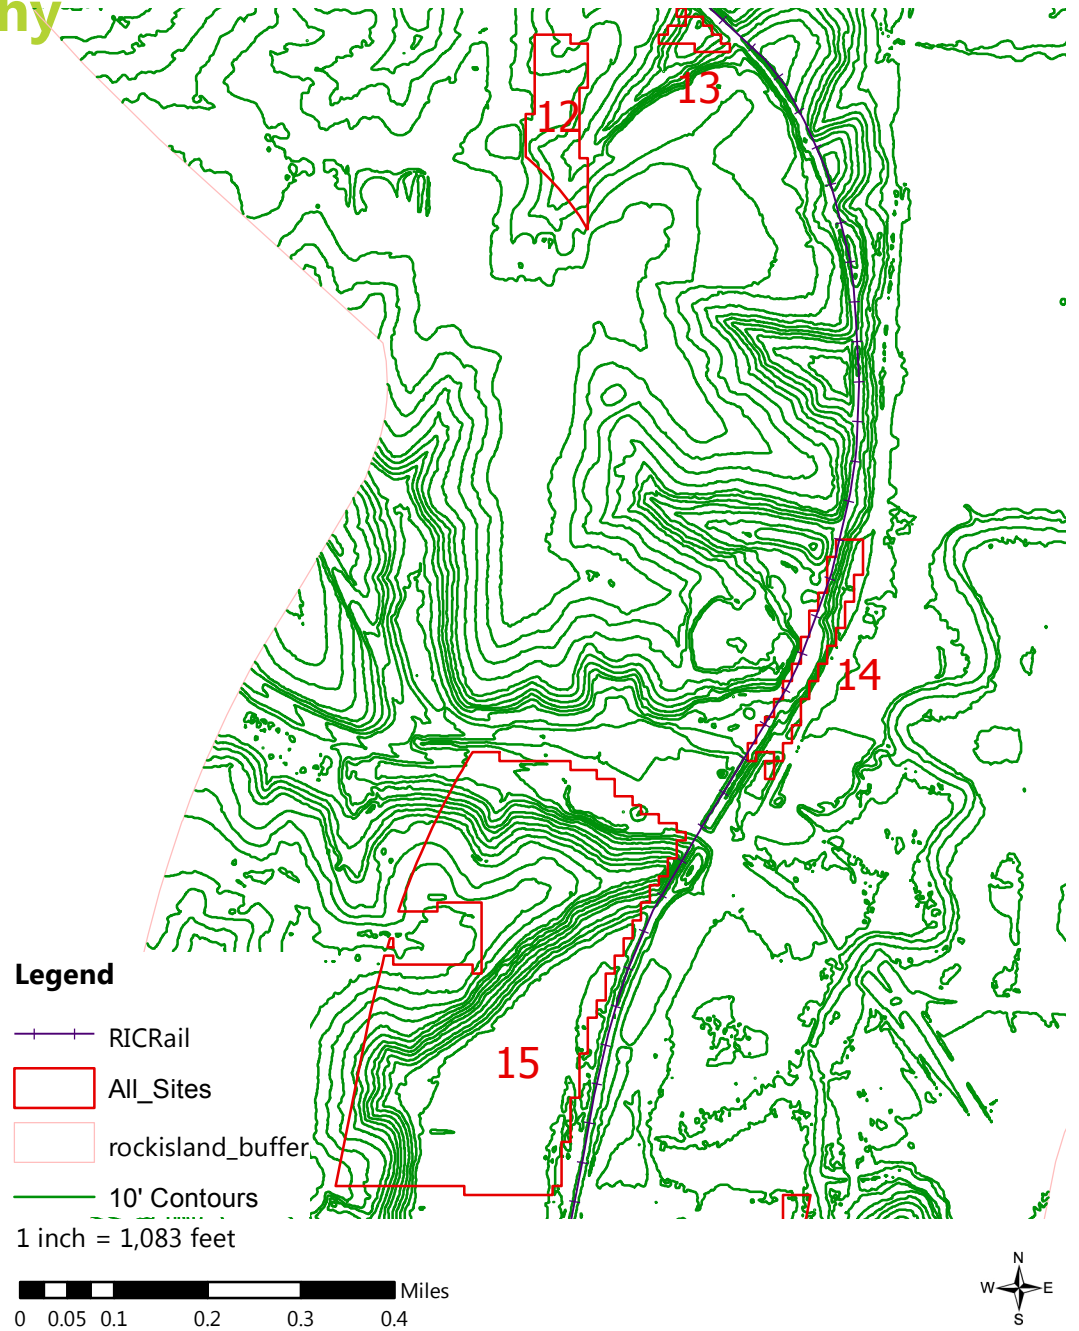 hy
12
13
14
15
Legend
RICRail
All_Sites
rockisland_buffer
10' Contours
1 inch = 1,083 feet
Miles
0 0.05 0.1 0.2 0.3 0.4
N
W E
S